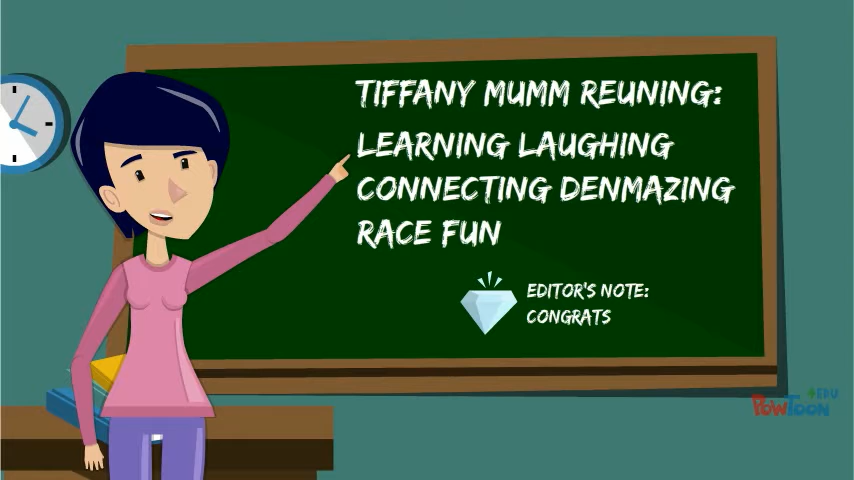 TIFFANY MUMM REUNING:
LEARNING LAUGHING
CONNECTING DENMAZING
RACE FUN
EDITOR'S NOTE:
CONGRATS
+EDU
POWTOON